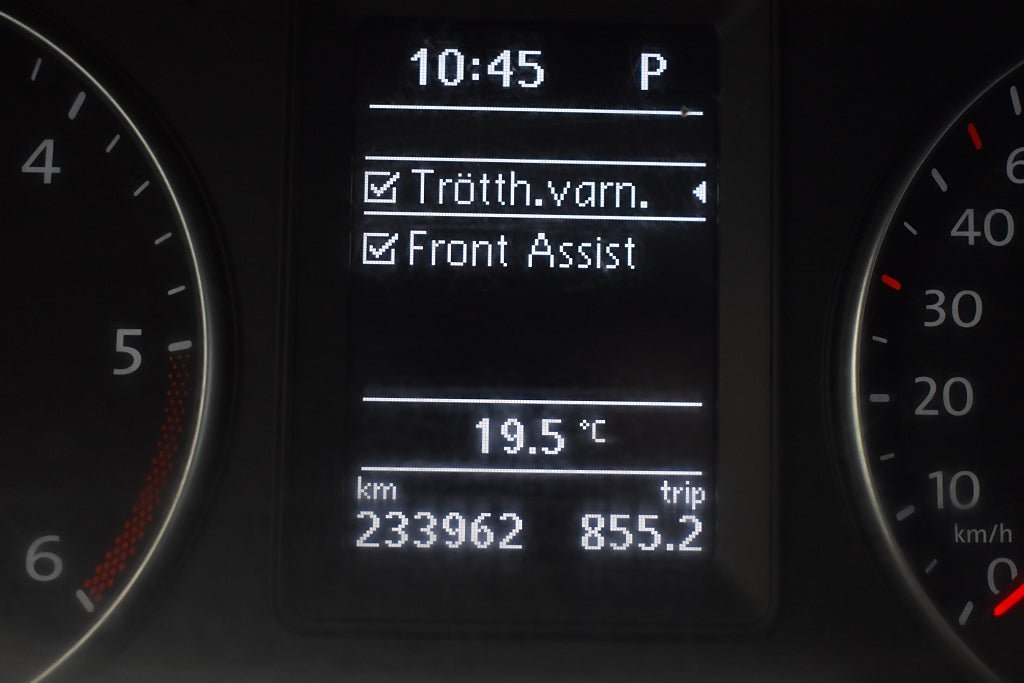 10:45 P
Trötth.varn.
Front Assist
19.5 °C
km trip
233962 855.2
4
5
6
40
30
20
10
km/h
0